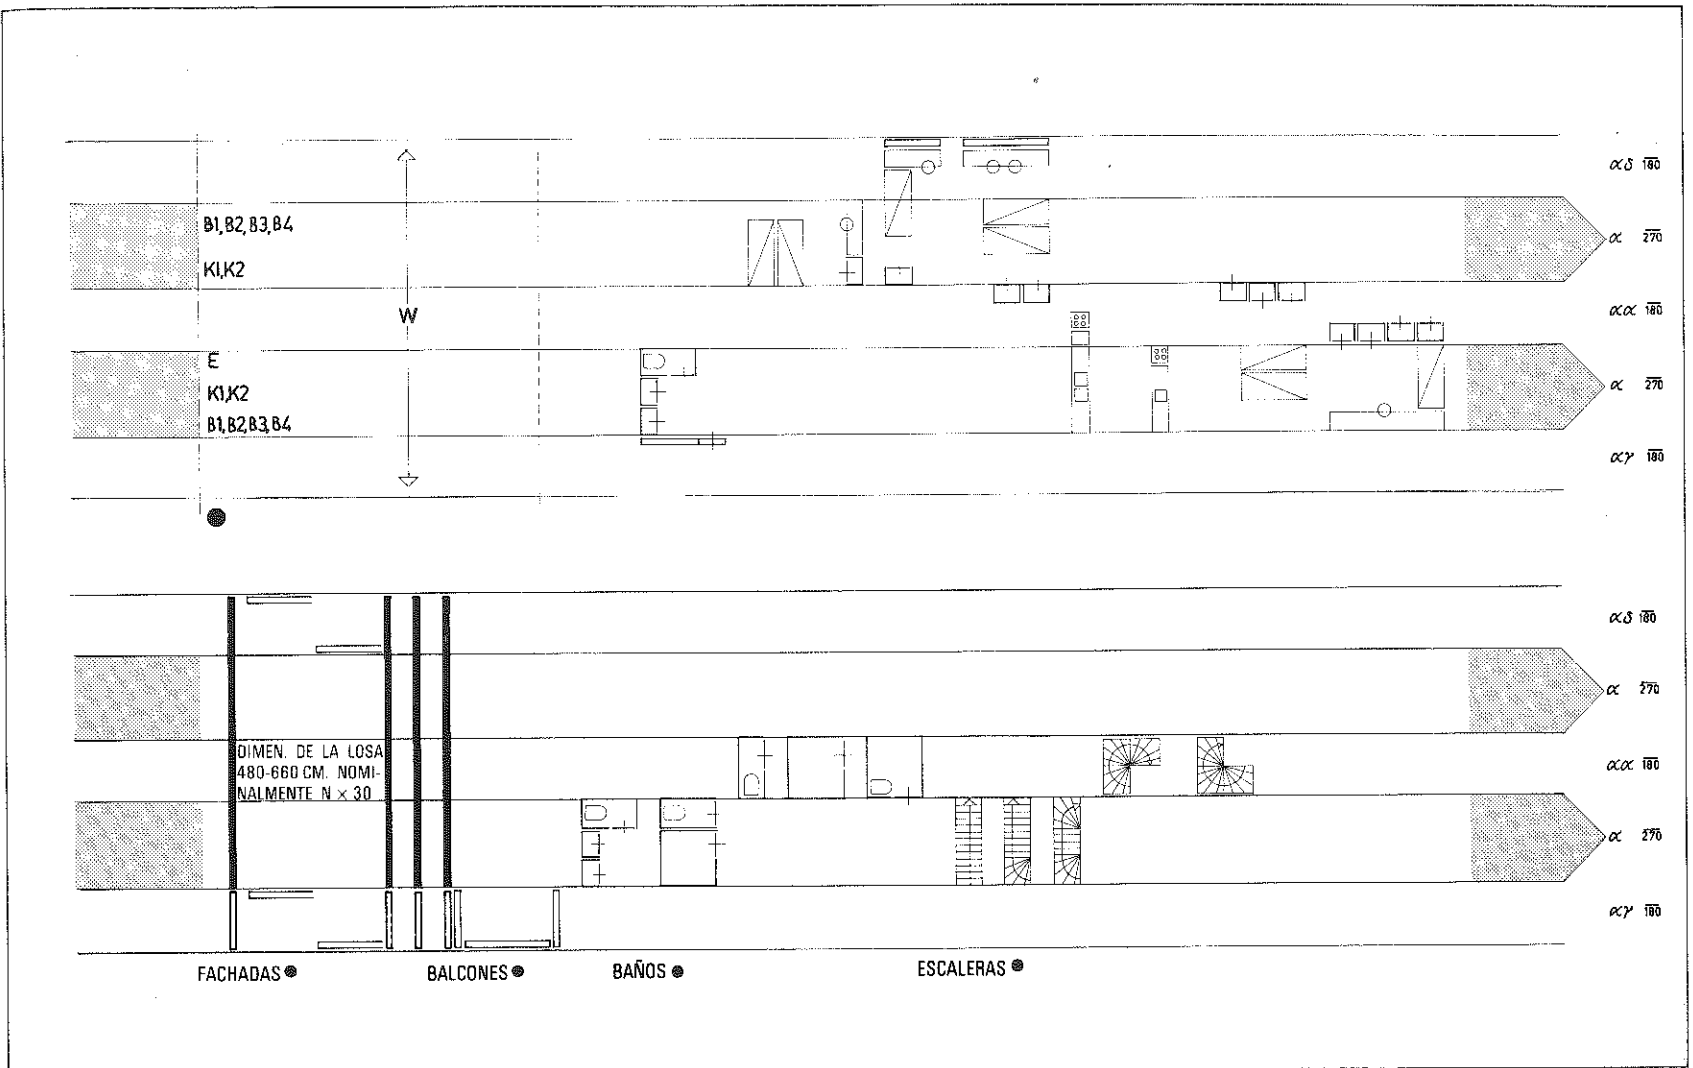 αδ 180
B1,B2,B3,B4
α 270
K1,K2
αα 180
W
E
K1,K2
α 270
B1,B2,B3,B4
αγ 180
αδ 180
α 270
DIMEN. DE LA LOSA
480-660 CM. NOMI-
NALMENTE N × 30
αα 180
α 270
αγ 180
FACHADAS ●
BALCONES ●
BAÑOS ●
ESCALERAS ●